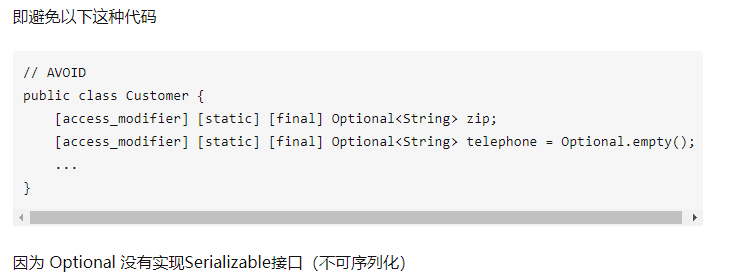 即避免以下这种代码
// AVOID
public class Customer {
    [access_modifier] [static] [final] Optional<String> zip;
    [access_modifier] [static] [final] Optional<String> telephone = Optional.empty();
    ...
}
因为 Optional 没有实现Serializable接口（不可序列化）